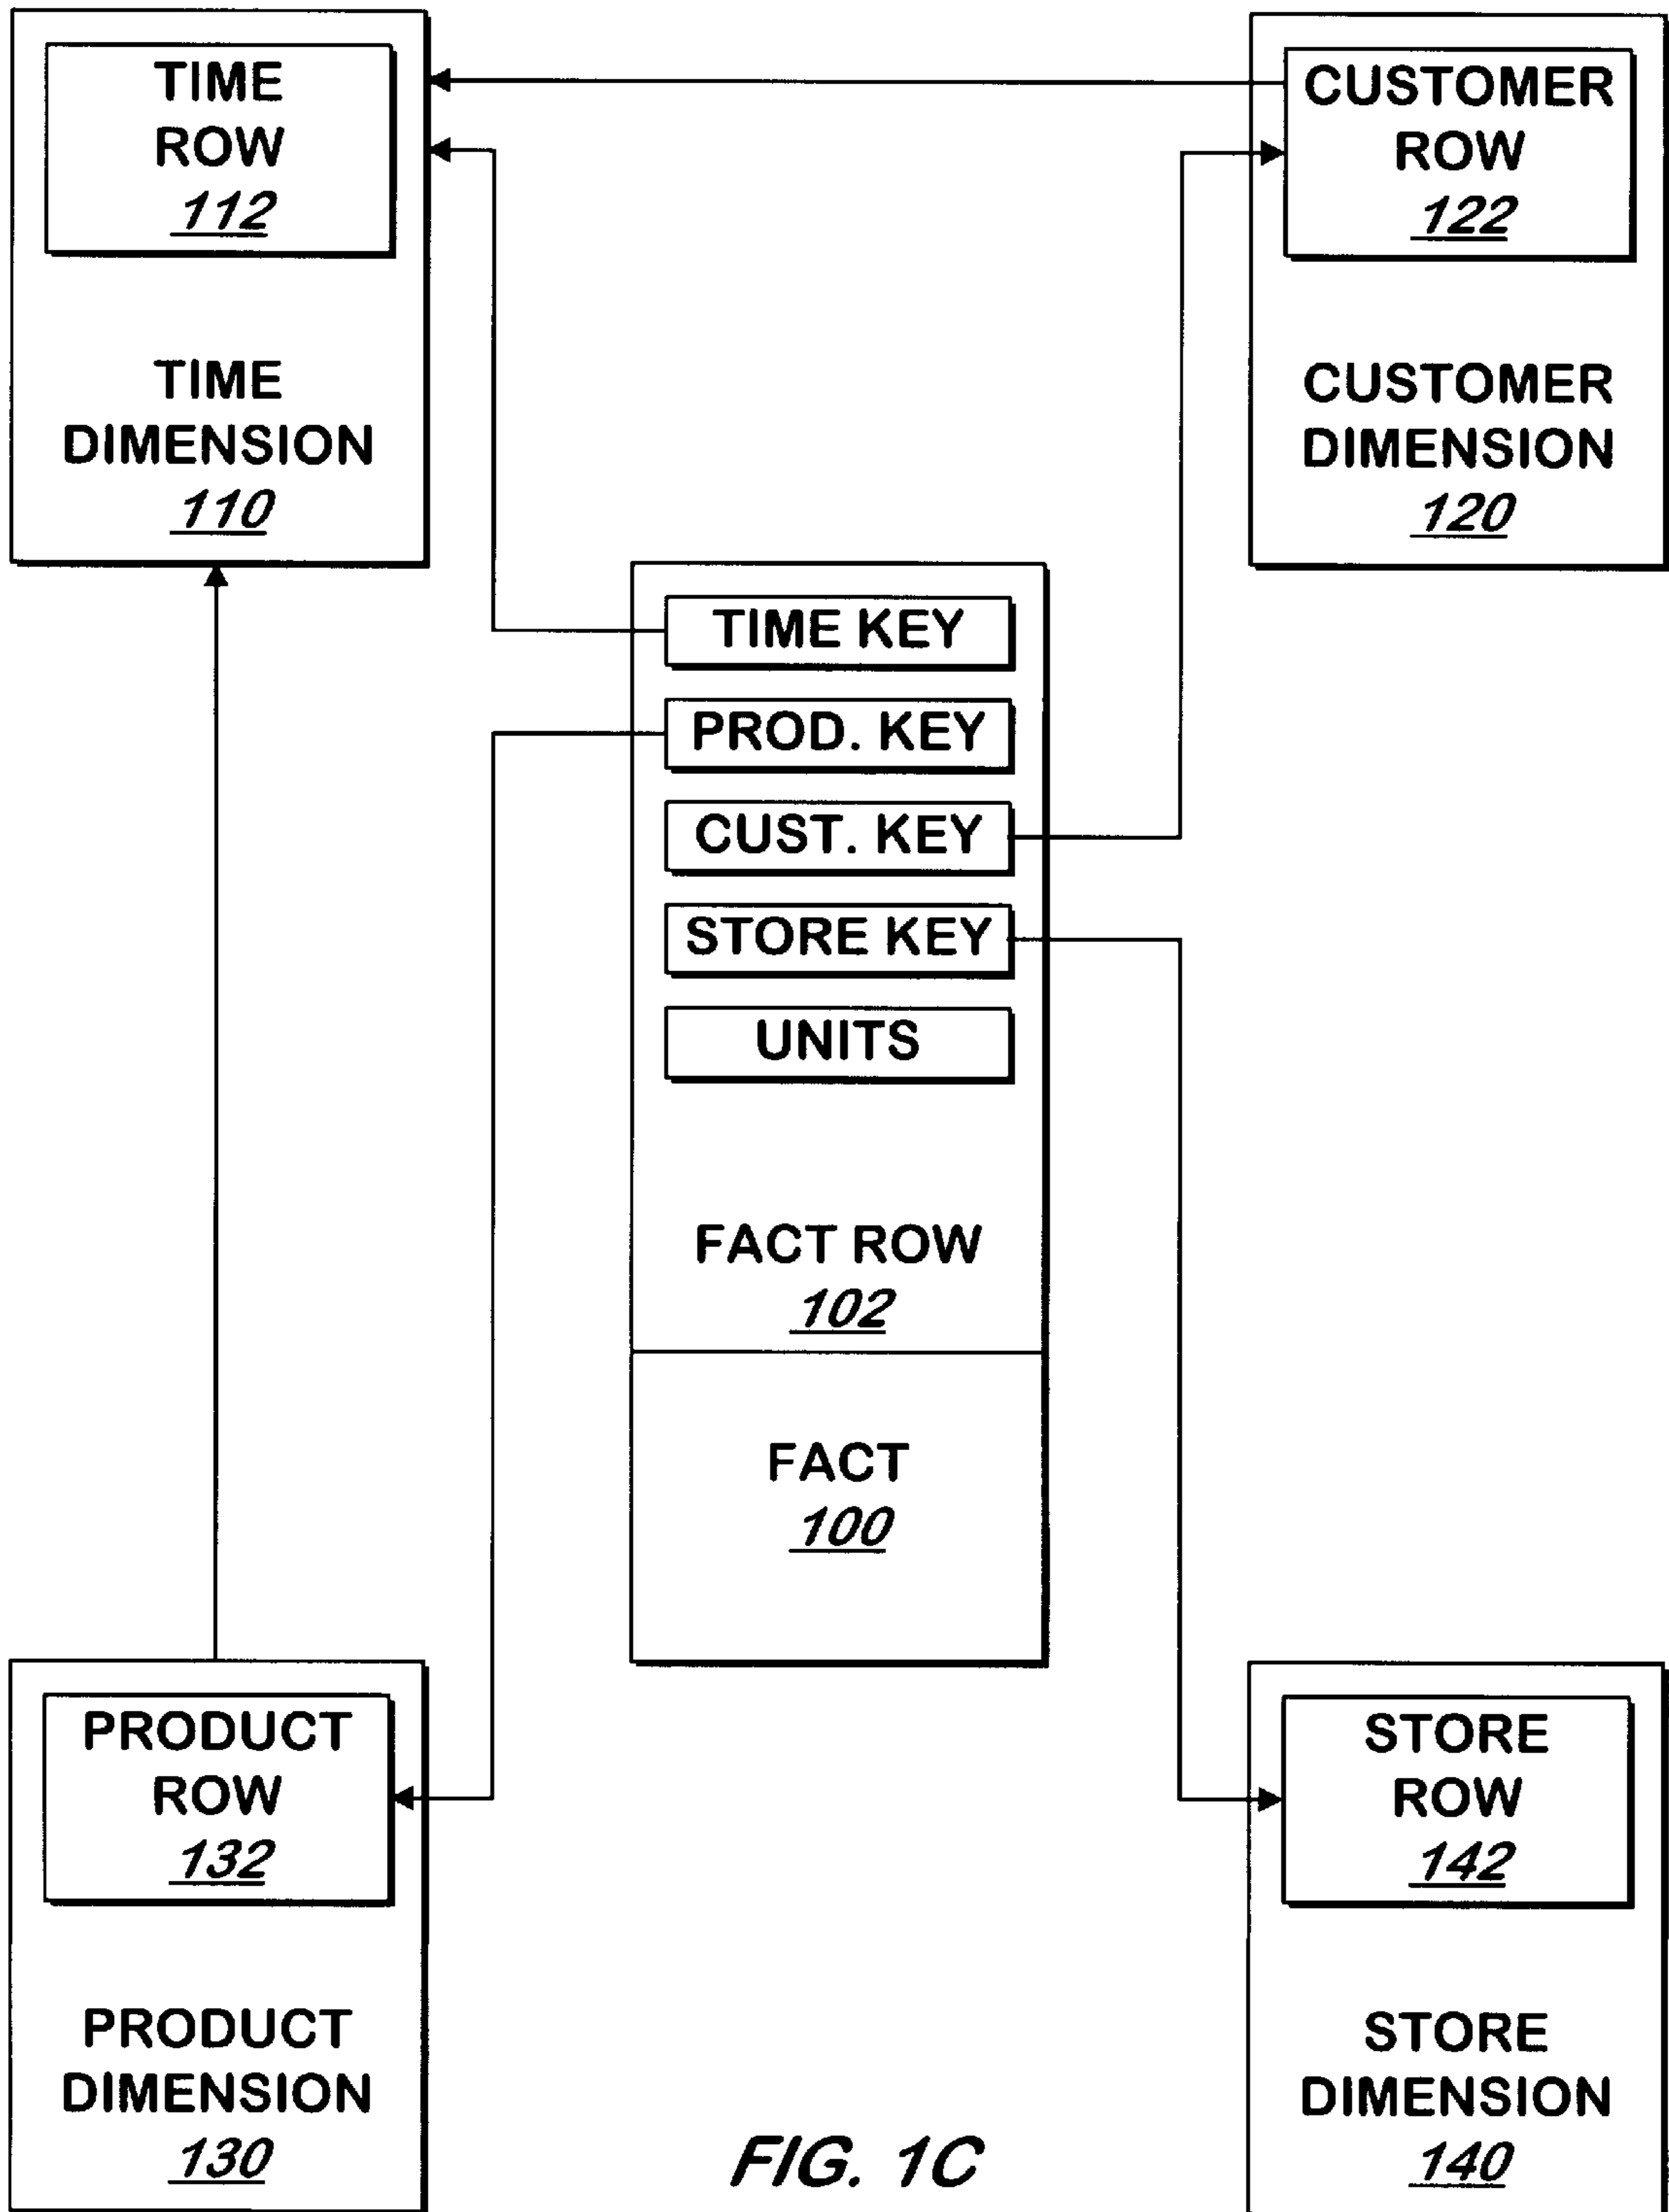 TIME
ROW
112
TIME
DIMENSION
110
CUSTOMER
ROW
122
CUSTOMER
DIMENSION
120
TIME KEY
PROD. KEY
CUST. KEY
STORE KEY
UNITS
FACT ROW
102
FACT
100
PRODUCT
ROW
132
PRODUCT
DIMENSION
130
STORE
ROW
142
STORE
DIMENSION
140
FIG. 1C